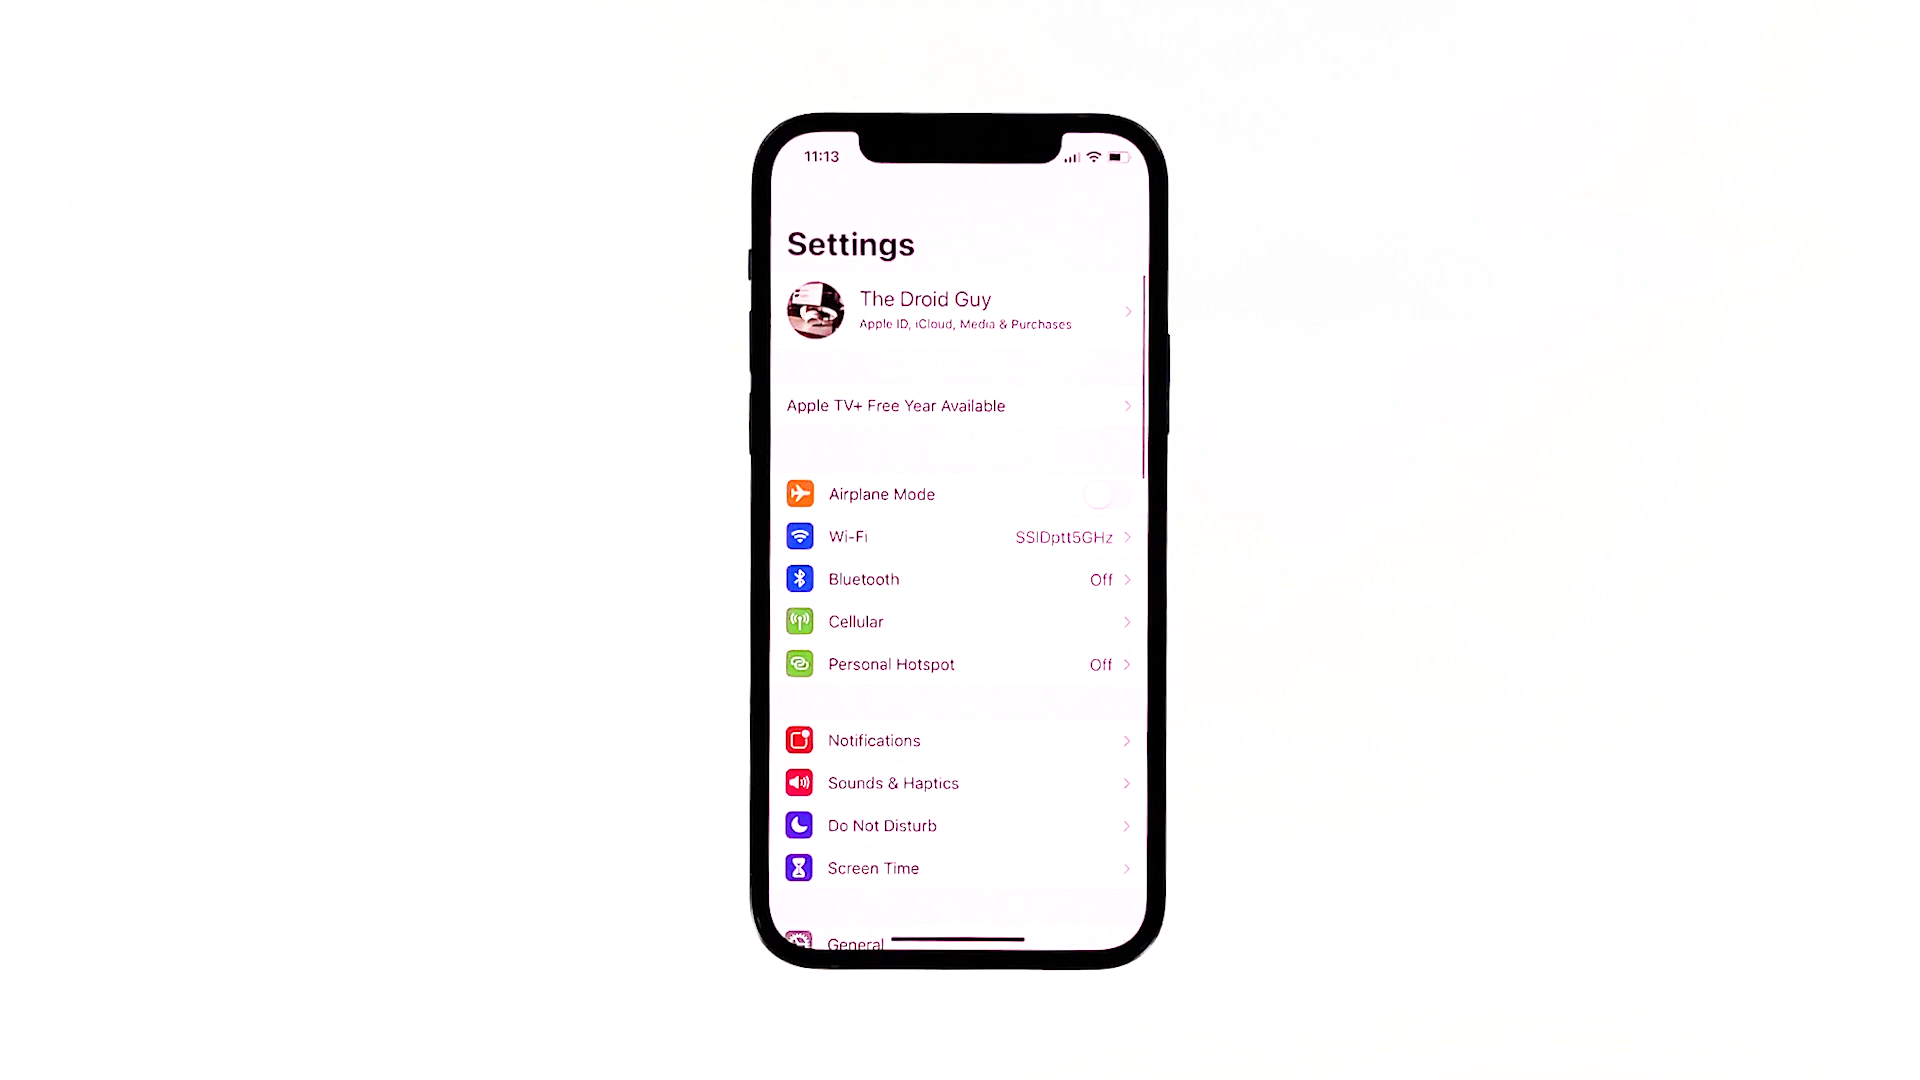 11:13
Settings
The Droid Guy
Apple ID, iCloud, Media & Purchases
Apple TV+ Free Year Available
Airplane Mode
Wi-Fi SSIDptt5GHz
Bluetooth Off
Cellular
Personal Hotspot Off
Notifications
Sounds & Haptics
Do Not Disturb
Screen Time
General